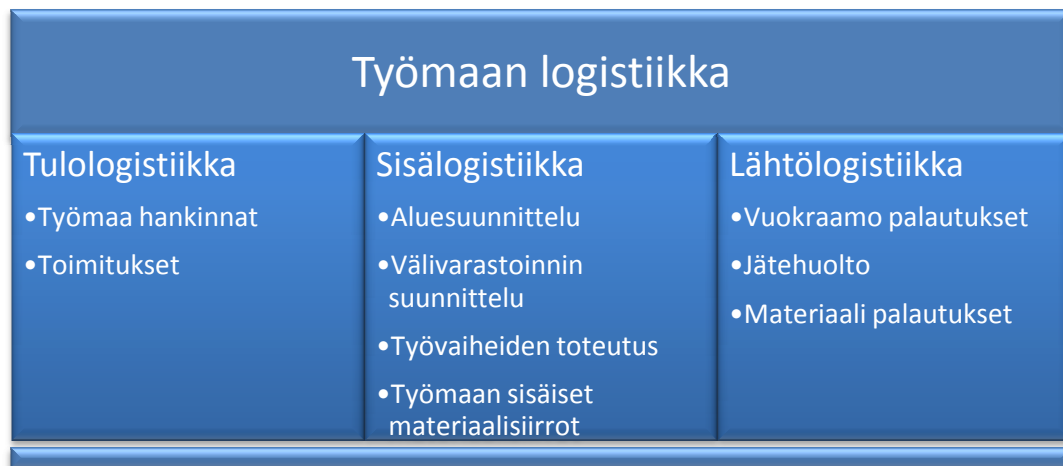 Työmaan logistiikka
Tulologistiikka
•Työmaa hankinnat
•Toimitukset
Sisälogistiikka
•Aluesuunnittelu
•Välivarastoinnin
suunnittelu
•Työvaiheiden toteutus
•Työmaan sisäiset
materiaalisiirrot
Lähtölogistiikka
•Vuokraamo palautukset
•Jätehuolto
•Materiaali palautukset